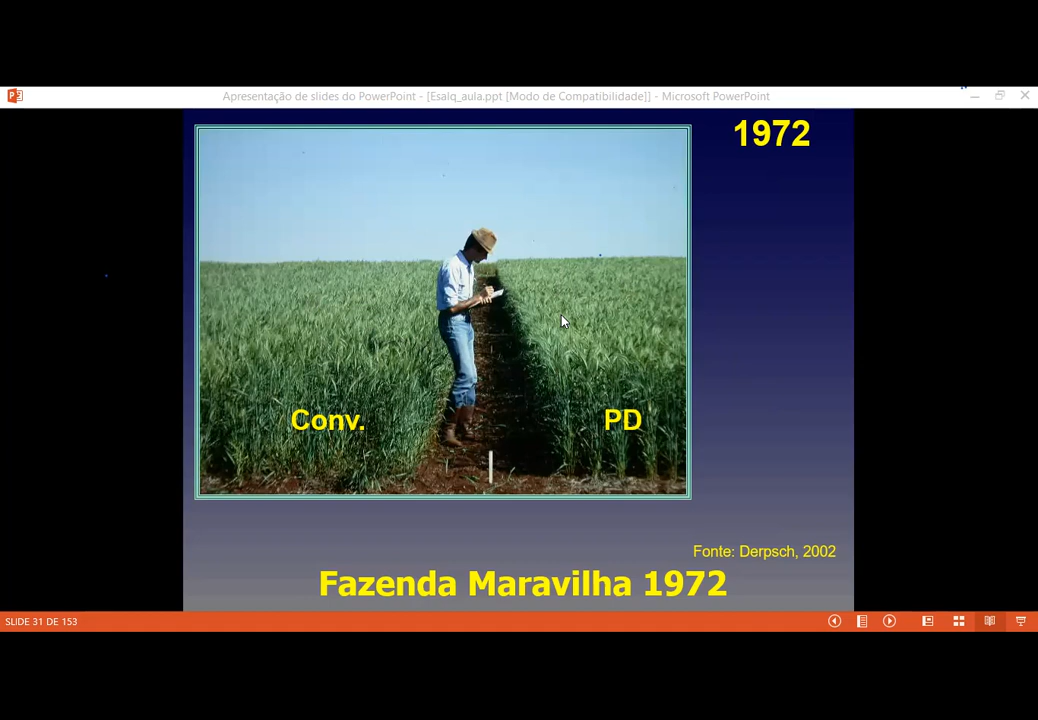 Apresentação de slides do PowerPoint - [Esalq_aula.ppt [Modo de Compatibilidade]] - Microsoft PowerPoint
1972
Conv.
PD
Fonte: Derpsch, 2002
Fazenda Maravilha 1972
SLIDE 31 DE 153